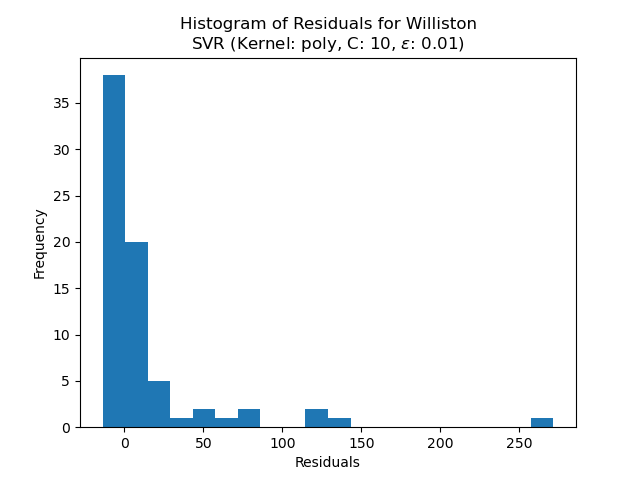 Histogram of Residuals for Williston
SVR (Kernel: poly, C: 10, ε: 0.01)
35
30
25
20
15
10
5
0
Frequency
0 50 100 150 200 250
Residuals